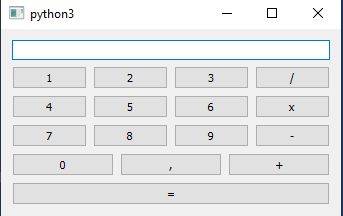 python3
1 2 3 /
4 5 6 x
7 8 9 -
0 , +
=